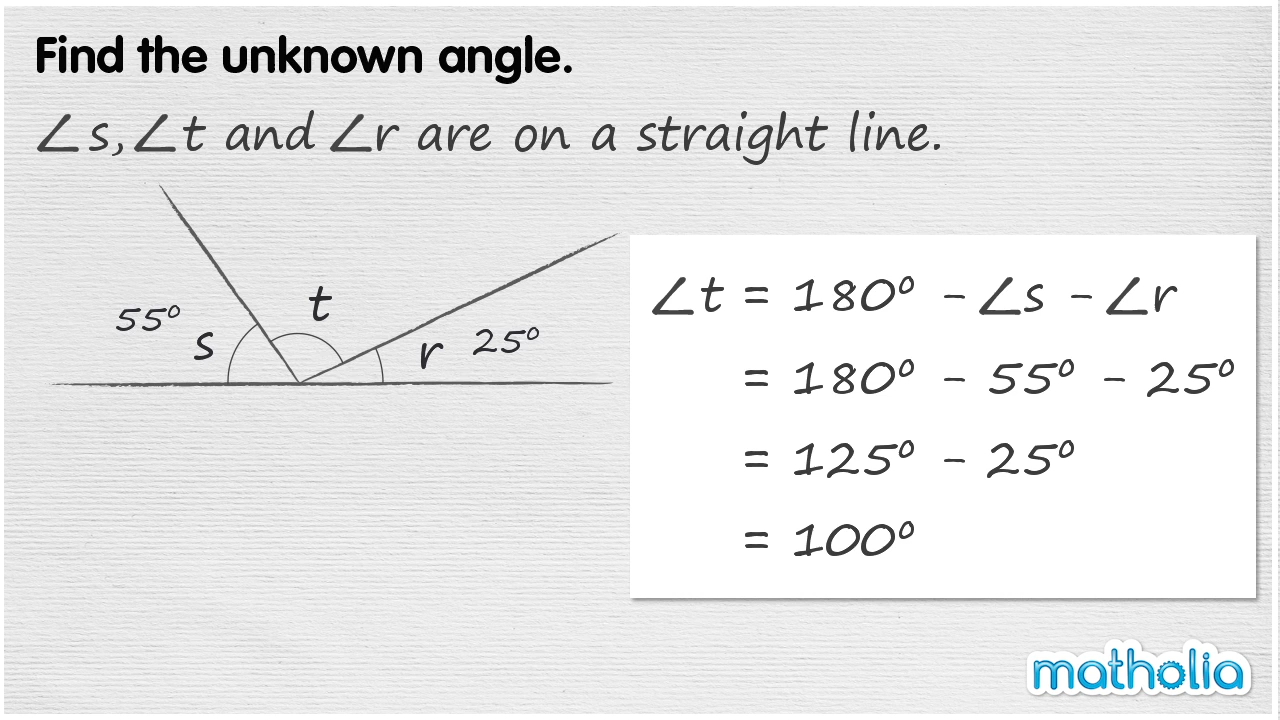 Find the unknown angle.
∠s, ∠t and ∠r are on a straight line.
55°
s
t
r
25°
∠t = 180° - ∠s - ∠r
= 180° - 55° - 25°
= 125° - 25°
= 100°
matholia